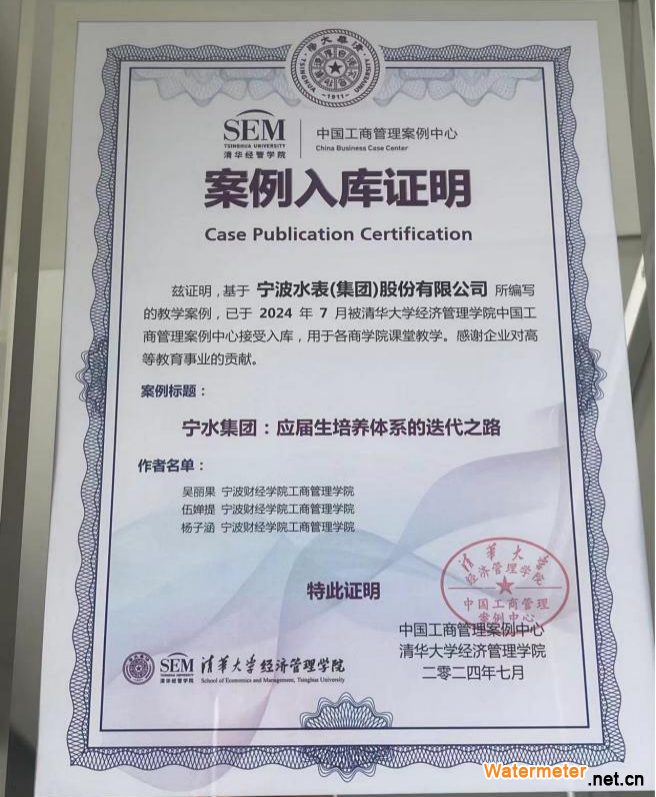 清华大学
TSINGHUA UNIVERSITY
-1911-
SEM
TSINGHUA UNIVERSITY
清华经管学院
中国工商管理案例中心
China Business Case Center
案例入库证明
Case Publication Certification
兹证明，基于 宁波水表(集团)股份有限公司 所编写
的教学案例，已于 2024 年 7 月被清华大学经济管理学院中国工
商管理案例中心接受入库，用于各商学院课堂教学。感谢企业对高
等教育事业的贡献。
案例标题：
宁水集团：应届生培养体系的迭代之路
作者名单：
吴丽果 宁波财经学院工商管理学院
伍婵提 宁波财经学院工商管理学院
杨子涵 宁波财经学院工商管理学院
特此证明
清华大学
经济管理学院
中国工商管理
案例中心
中国工商管理案例中心
清华大学经济管理学院
二零二四年七月
SEM
清华经管学院
清华大学经济管理学院
School of Economics and Management, Tsinghua University
Watermeter.net.cn